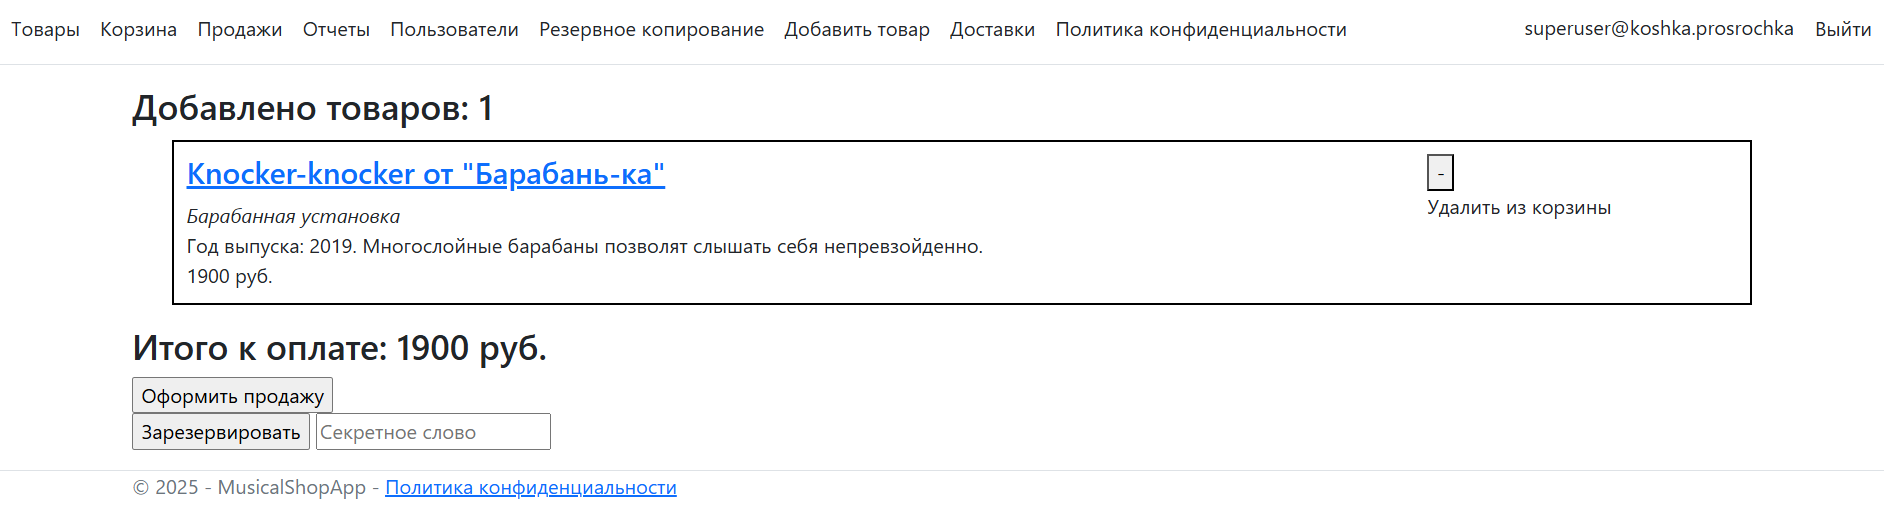 Товары Корзина Продажи Отчеты Пользователи Резервное копирование Добавить товар Доставки Политика конфиденциальности superuser@koshka.prosrochka Выйти
Добавлено товаров: 1
Knocker-knocker от "Барабань-ка"
-
Удалить из корзины
Барабанная установка
Год выпуска: 2019. Многослойные барабаны позволят слышать себя непревзойденно.
1900 руб.
Итого к оплате: 1900 руб.
Оформить продажу
Зарезервировать Секретное слово
© 2025 - MusicalShopApp - Политика конфиденциальности